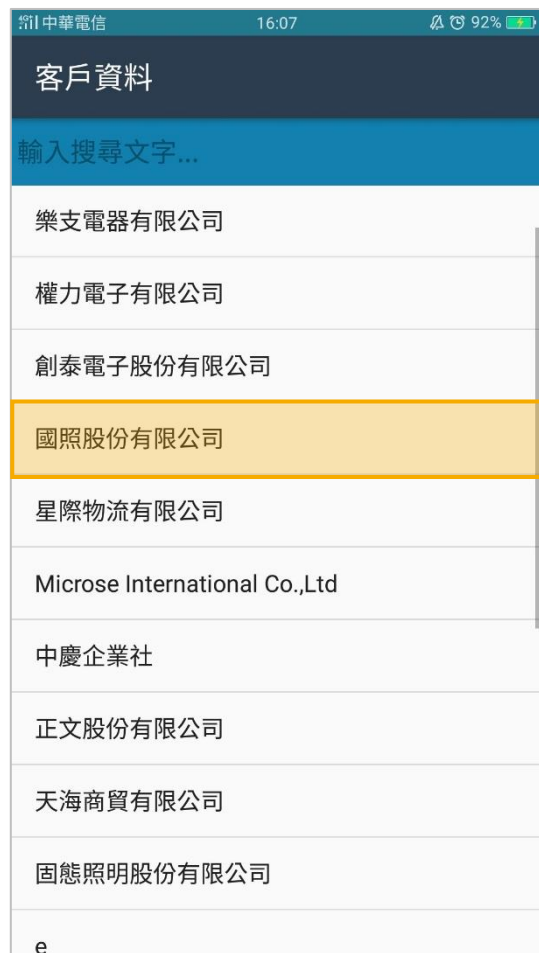 中華電信 16:07 92%
客戶資料
輸入搜尋文字...
樂支電器有限公司
權力電子有限公司
創泰電子股份有限公司
國照股份有限公司
星際物流有限公司
Microse International Co.,Ltd
中慶企業社
正文股份有限公司
天海商貿有限公司
固態照明股份有限公司
e